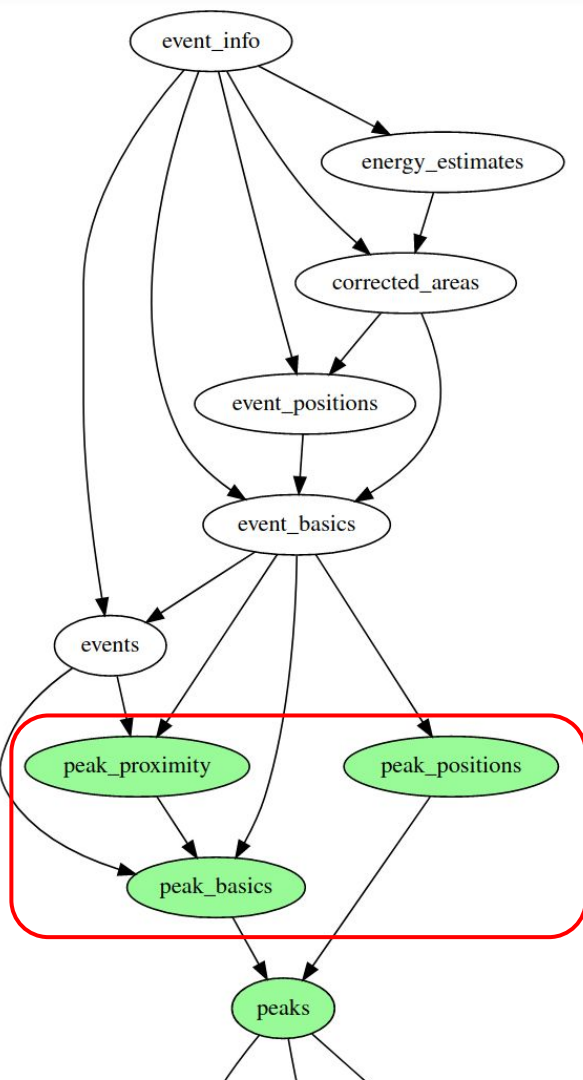 event_info
energy_estimates
corrected_areas
event_positions
event_basics
events
peak_proximity
peak_positions
peak_basics
peaks